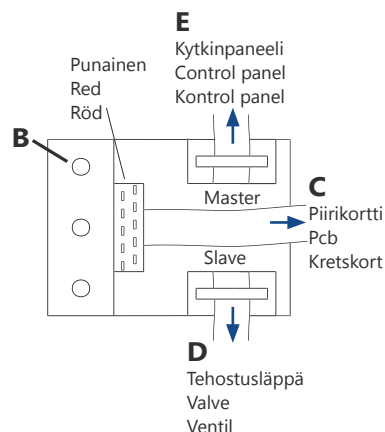 E
Kytkinpaneeli
Control panel
Kontrol panel
Punainen
Red
Röd
B
Master
C
Piirikortti
Pcb
Kretskort
Slave
D
Tehostusläppä
Valve
Ventil